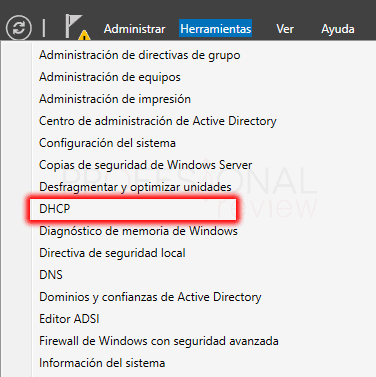 Administrar Herramientas Ver Ayuda
Administración de directivas de grupo
Administración de equipos
Administración de impresión
Centro de administración de Active Directory
Configuración del sistema
Copias de seguridad de Windows Server
Desfragmentar y optimizar unidades
PROFESIONAL
review
DHCP
Diagnóstico de memoria de Windows
Directiva de seguridad local
DNS
Dominios y confianzas de Active Directory
Editor ADSI
Firewall de Windows con seguridad avanzada
Información del sistema